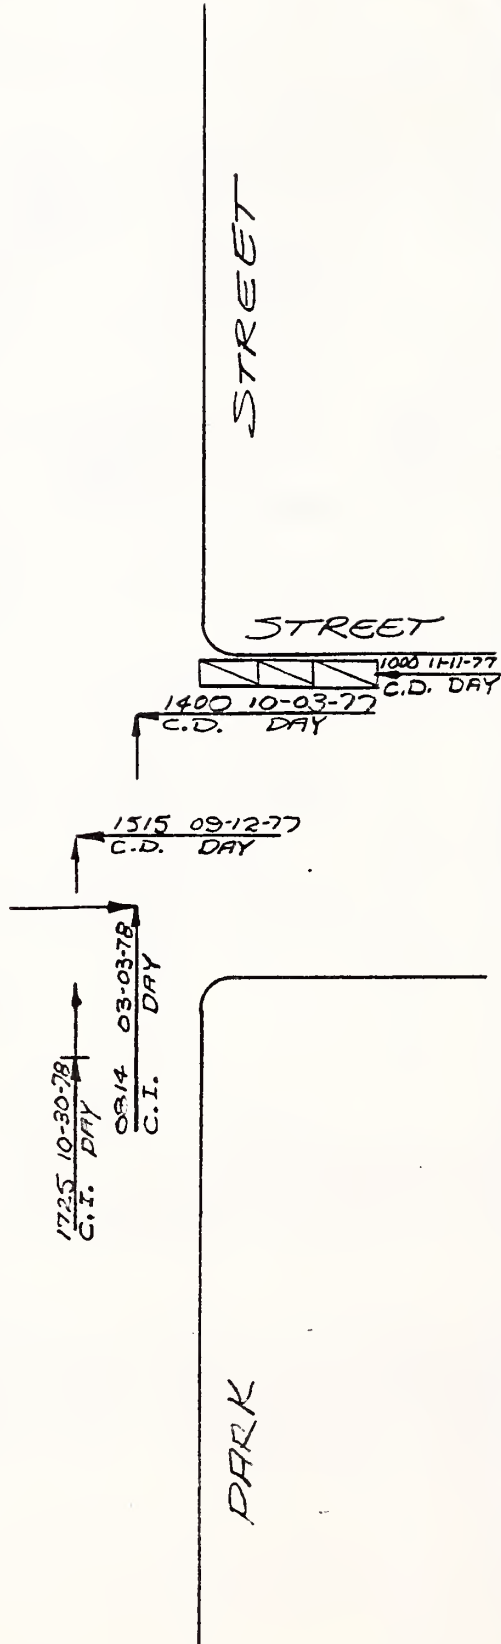 STREET
STREET
1000 11-11-77
C.D. DAY
1400 10-03-77
C.D. DAY
1515 09-12-77
C.D. DAY
0814 03-03-78
C.I. DAY
1725 10-30-78
C.I. DAY
PARK